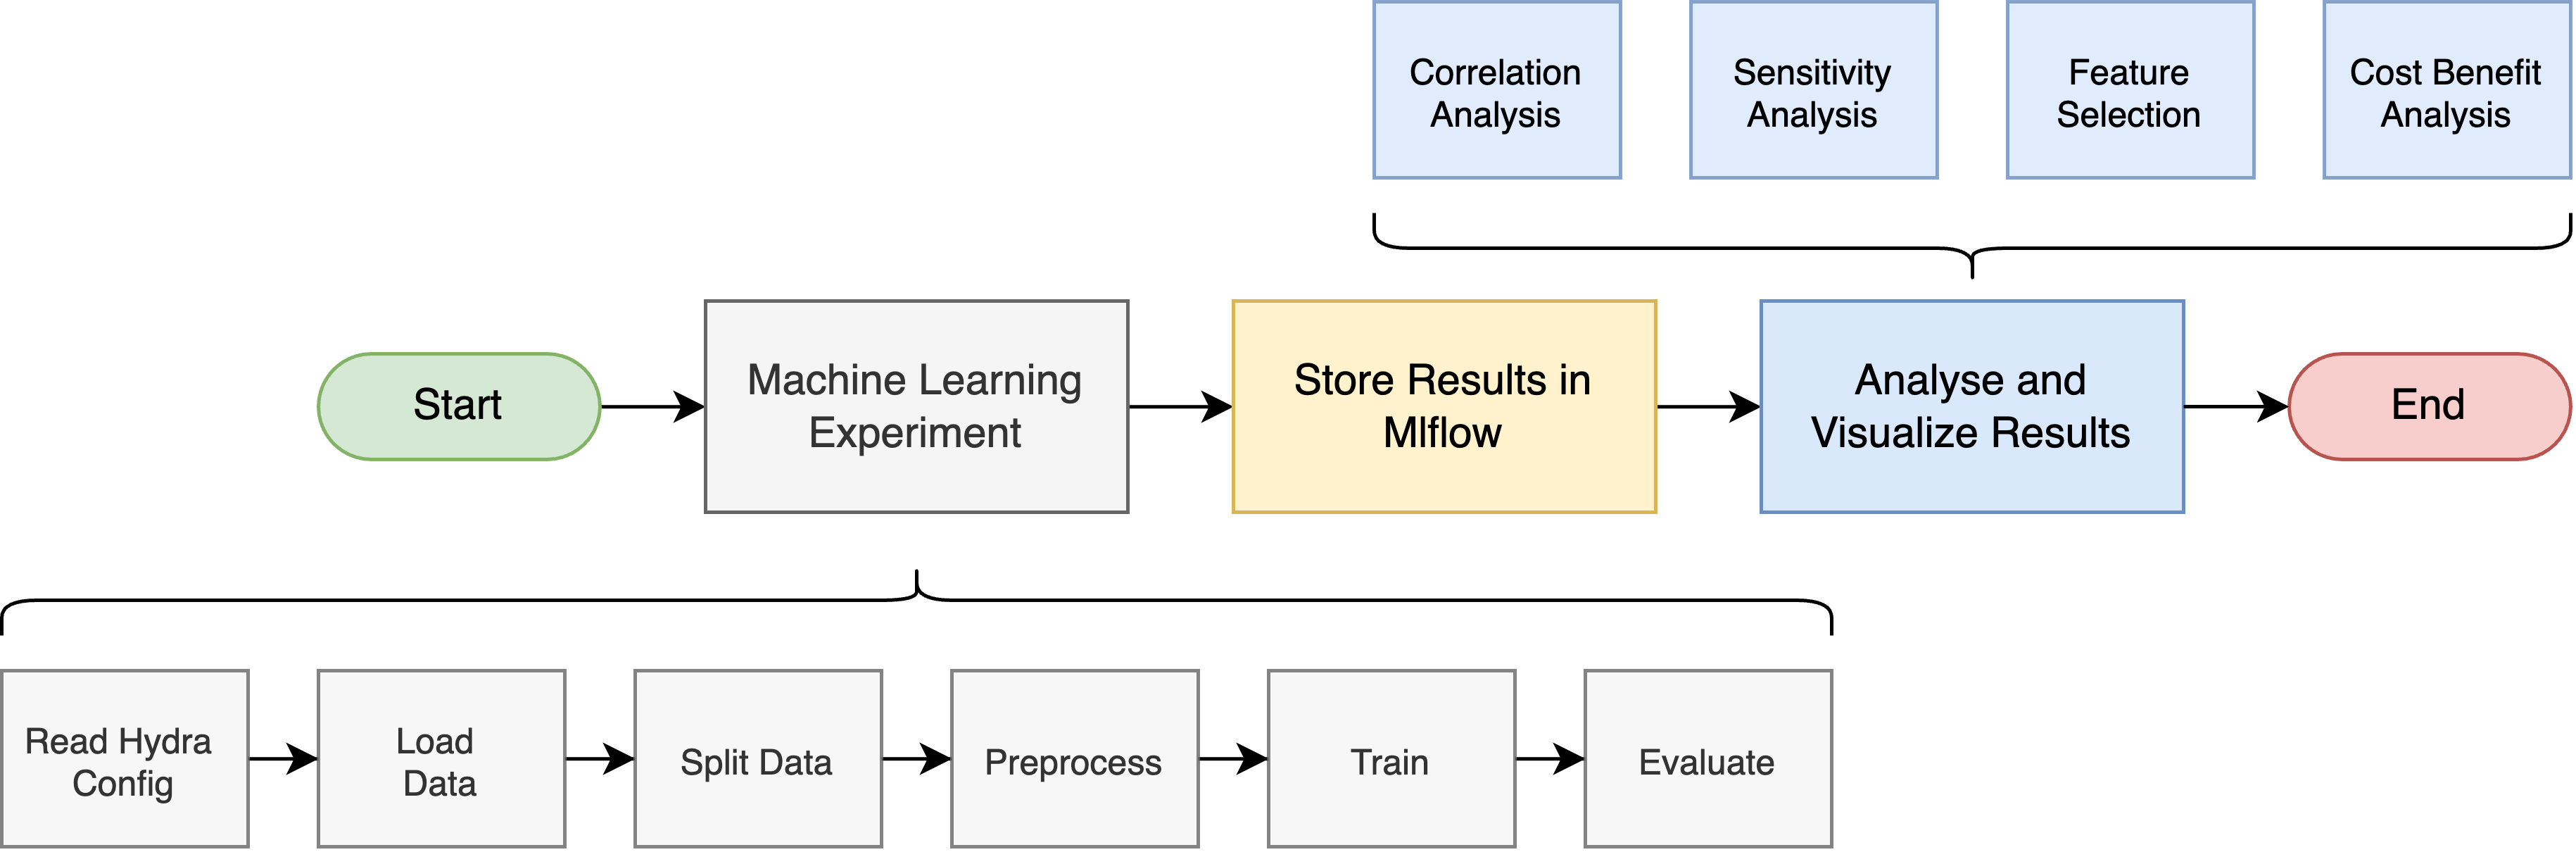 Correlation
Analysis
Sensitivity
Analysis
Feature
Selection
Cost Benefit
Analysis
Start
Machine Learning
Experiment
Store Results in
Mlflow
Analyse and
Visualize Results
End
Read Hydra
Config
Load
Data
Split Data
Preprocess
Train
Evaluate